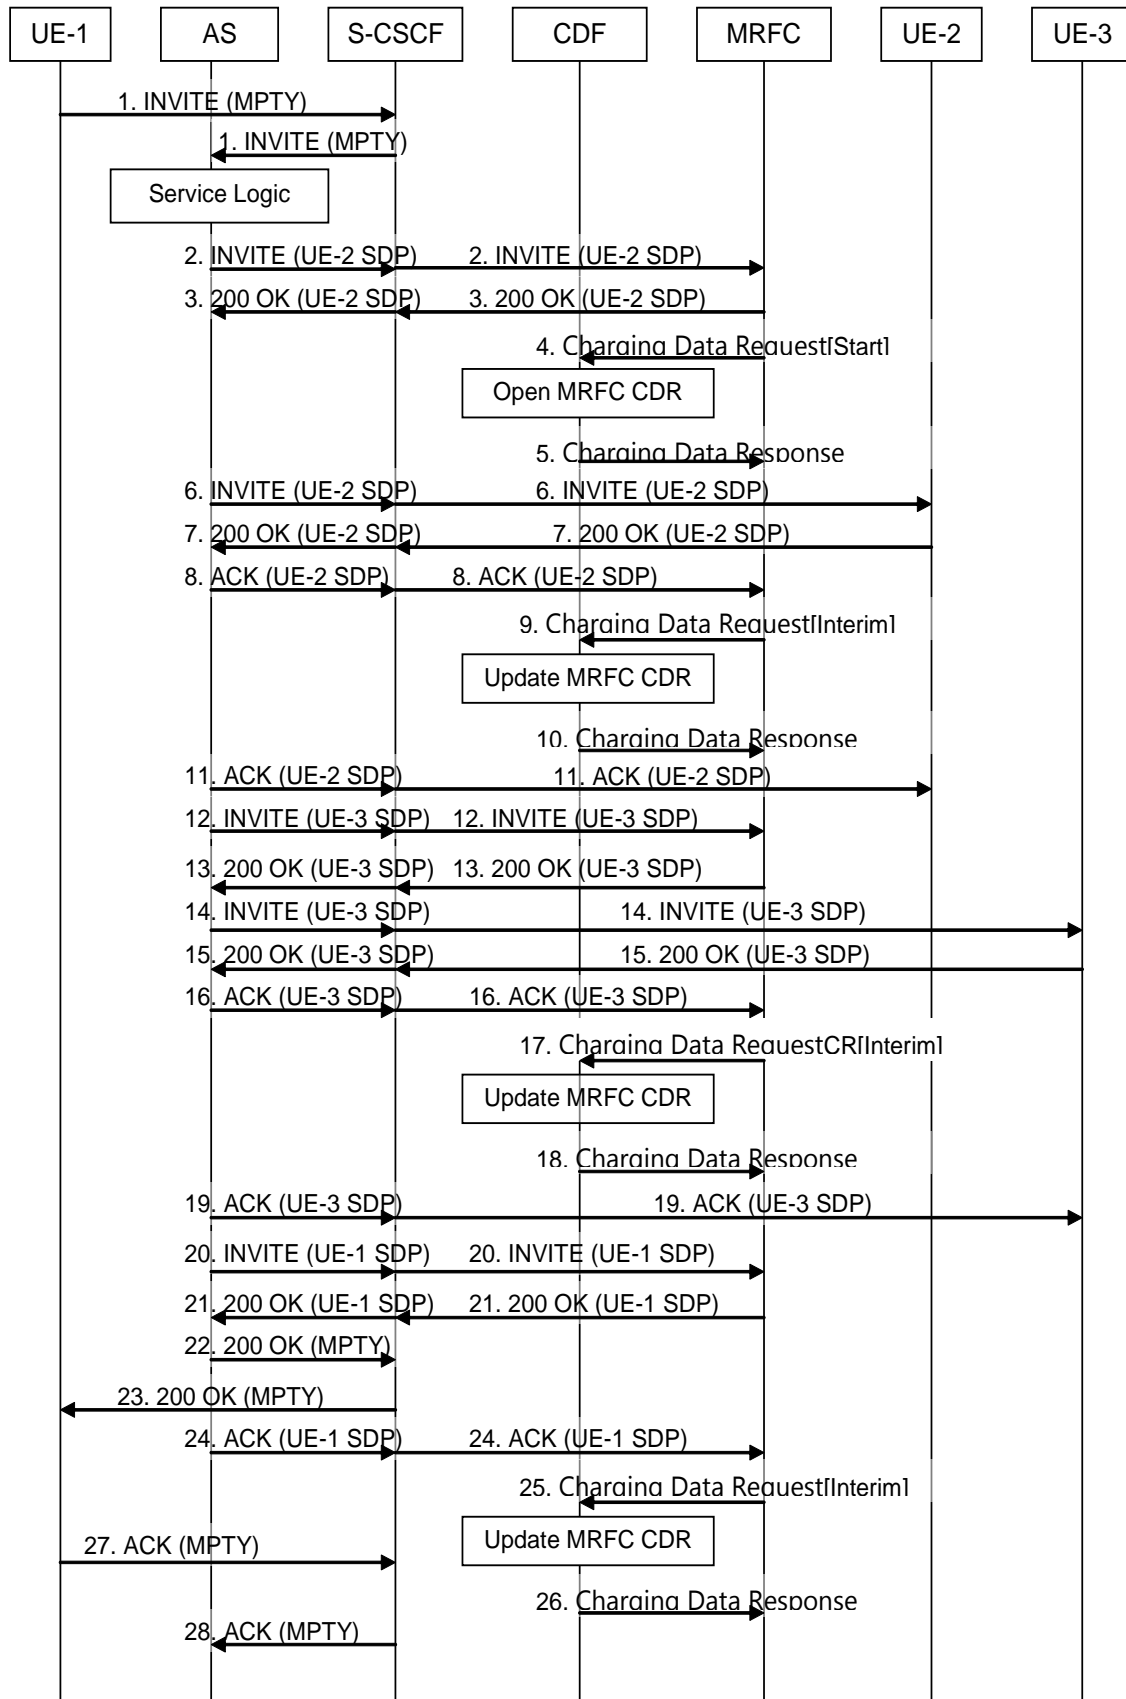 UE-1 AS S-CSCF CDF MRFC UE-2 UE-3
1. INVITE (MPTY)
1. INVITE (MPTY)
Service Logic
2. INVITE (UE-2 SDP) 2. INVITE (UE-2 SDP)
3. 200 OK (UE-2 SDP) 3. 200 OK (UE-2 SDP)
4. Charging Data Request[Start]
Open MRFC CDR
5. Charging Data Response
6. INVITE (UE-2 SDP) 6. INVITE (UE-2 SDP)
7. 200 OK (UE-2 SDP) 7. 200 OK (UE-2 SDP)
8. ACK (UE-2 SDP) 8. ACK (UE-2 SDP)
9. Charging Data Request[Interim]
Update MRFC CDR
10. Charging Data Response
11. ACK (UE-2 SDP) 11. ACK (UE-2 SDP)
12. INVITE (UE-3 SDP) 12. INVITE (UE-3 SDP)
13. 200 OK (UE-3 SDP) 13. 200 OK (UE-3 SDP)
14. INVITE (UE-3 SDP) 14. INVITE (UE-3 SDP)
15. 200 OK (UE-3 SDP) 15. 200 OK (UE-3 SDP)
16. ACK (UE-3 SDP) 16. ACK (UE-3 SDP)
17. Charging Data RequestCR[Interim]
Update MRFC CDR
18. Charging Data Response
19. ACK (UE-3 SDP) 19. ACK (UE-3 SDP)
20. INVITE (UE-1 SDP) 20. INVITE (UE-1 SDP)
21. 200 OK (UE-1 SDP) 21. 200 OK (UE-1 SDP)
22. 200 OK (MPTY)
23. 200 OK (MPTY)
24. ACK (UE-1 SDP) 24. ACK (UE-1 SDP)
25. Charging Data Request[Interim]
Update MRFC CDR
27. ACK (MPTY)
26. Charging Data Response
28. ACK (MPTY)